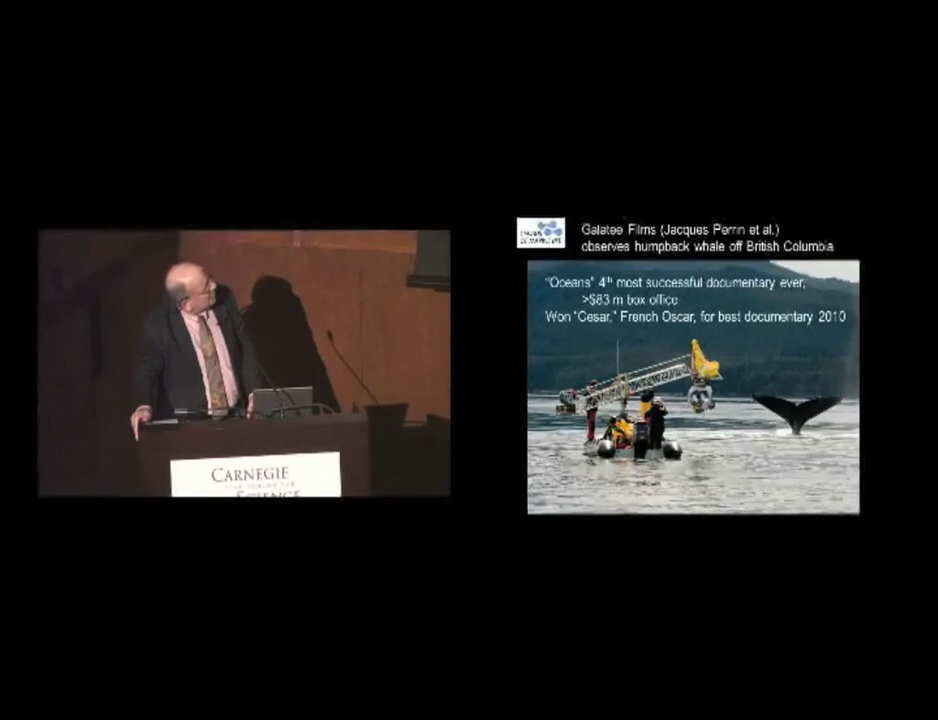 Galatee Films (Jacques Perrin et al.)
observes humpback whale off British Columbia
"Oceans" 4th most successful documentary ever,
>$83 m box office
Won "Cesar," French Oscar, for best documentary 2010
CARNEGIE
SCIENCE